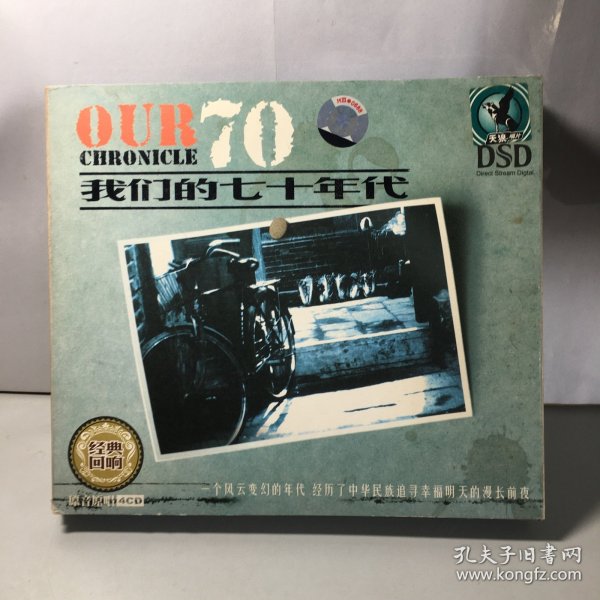 OUR 70
CHRONICLE
我们的七十年代
天狼
DSD
Direct Stream Digital
经典
回响
原音原唱 4CD
一个风云变幻的年代 经历了中华民族追寻幸福明天的漫长前夜
孔夫子旧书网
www.kongfz.com